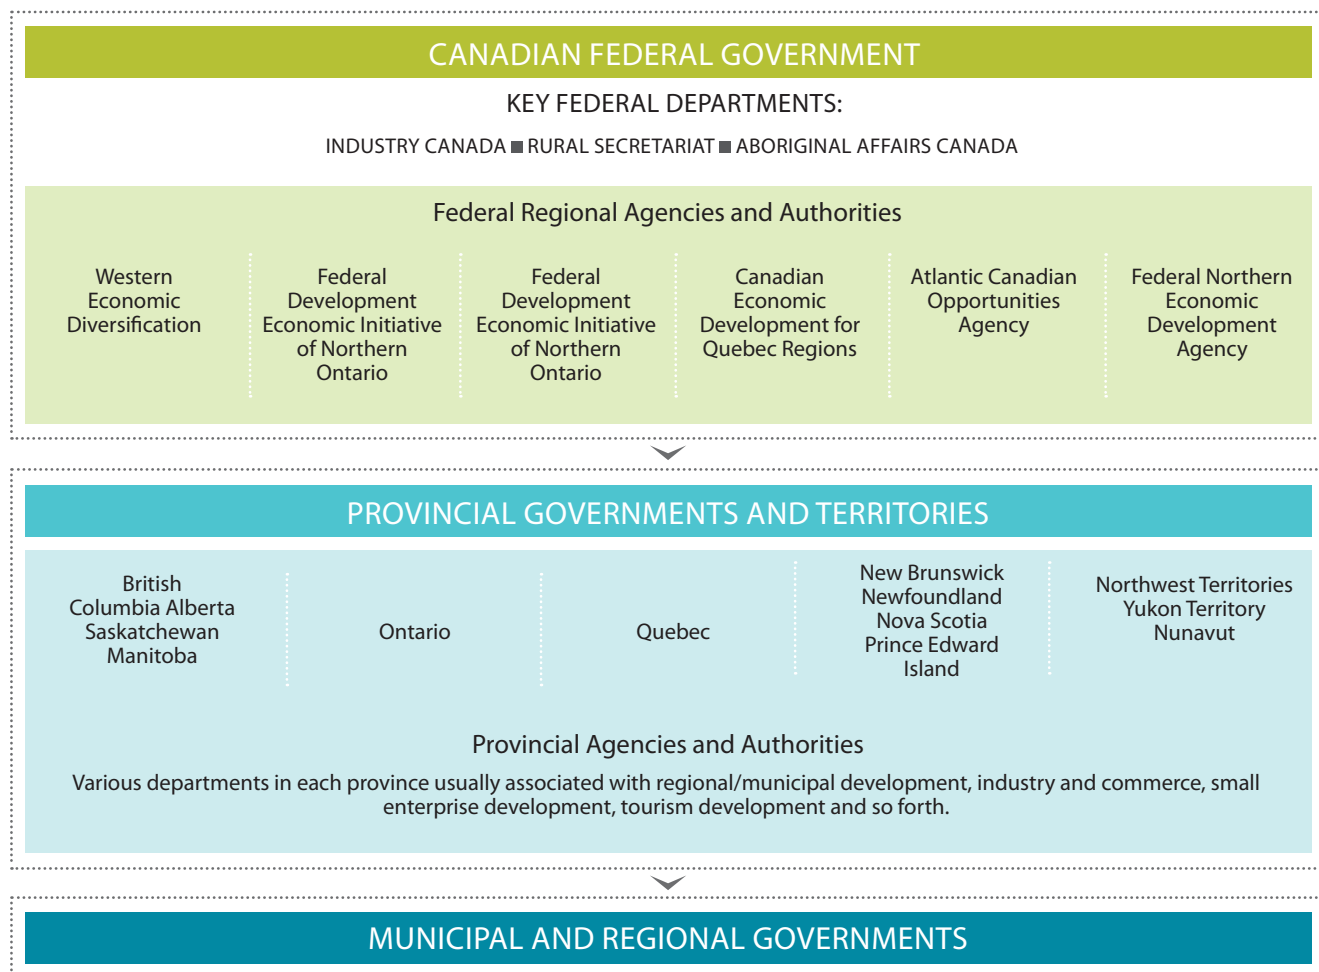 CANADIAN FEDERAL GOVERNMENT
KEY FEDERAL DEPARTMENTS:
INDUSTRY CANADA ■ RURAL SECRETARIAT ■ ABORIGINAL AFFAIRS CANADA
Federal Regional Agencies and Authorities
Western
Economic
Diversification
Federal
Development
Economic Initiative
of Northern
Ontario
Federal
Development
Economic Initiative
of Northern
Ontario
Canadian
Economic
Development for
Quebec Regions
Atlantic Canadian
Opportunities
Agency
Federal Northern
Economic
Development
Agency
PROVINCIAL GOVERNMENTS AND TERRITORIES
British
Columbia Alberta
Saskatchewan
Manitoba
Ontario
Quebec
New Brunswick
Newfoundland
Nova Scotia
Prince Edward
Island
Northwest Territories
Yukon Territory
Nunavut
Provincial Agencies and Authorities
Various departments in each province usually associated with regional/municipal development, industry and commerce, small
enterprise development, tourism development and so forth.
MUNICIPAL AND REGIONAL GOVERNMENTS